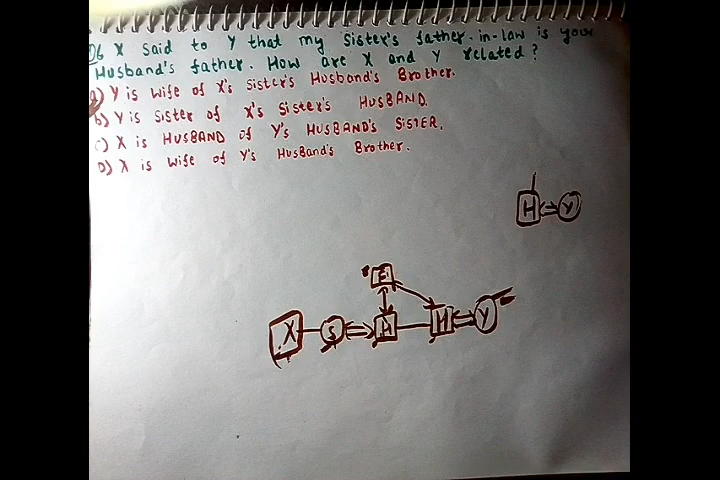 Q6 X said to Y that my sister's father-in-law is your
Husband's father. How are X and Y related?
a) Y is wife of X's Sister's Husband's Brother.
b) Y is sister of X's Sister's HUSBAND.
c) X is HUSBAND of Y's HUSBAND'S SISTER.
D) X is wife of Y's Husband's Brother.
H Y
F
X S H H Y